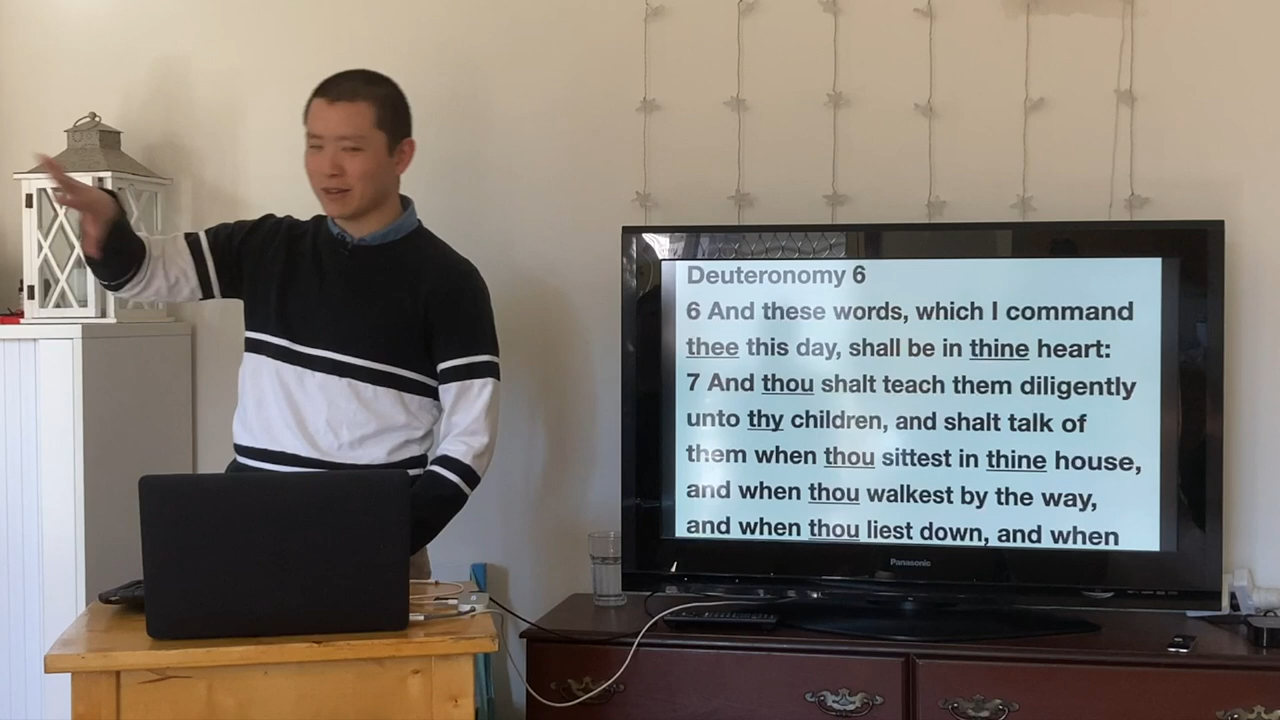 Deuteronomy 6
6 And these words, which I command
thee this day, shall be in thine heart:
7 And thou shalt teach them diligently
unto thy children, and shalt talk of
them when thou sittest in thine house,
and when thou walkest by the way,
and when thou liest down, and when
Panasonic